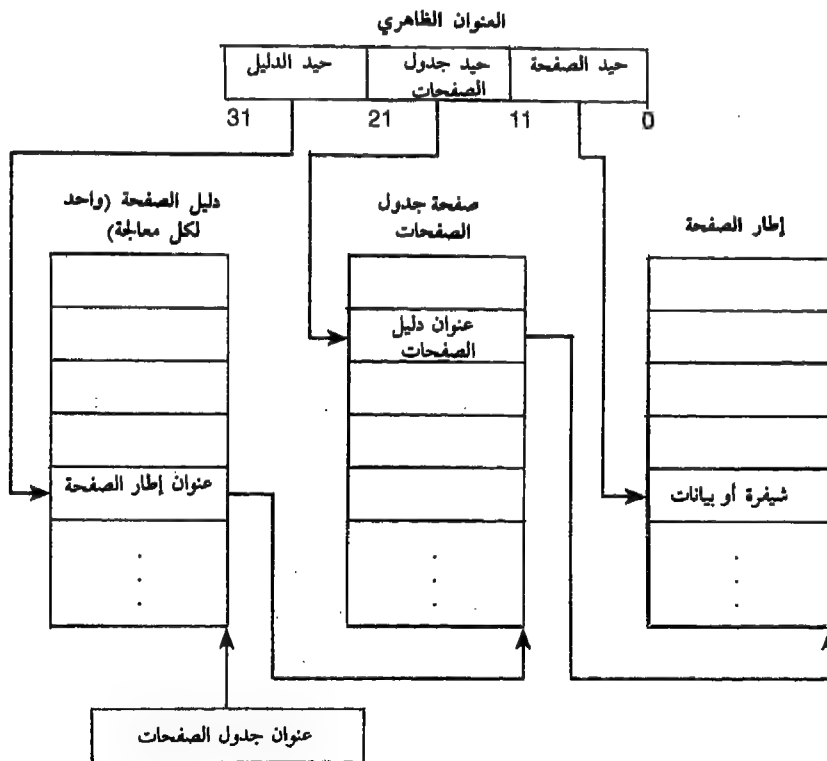 العنوان الظاهري
حيد الصفحة
حيد جدول
الصفحات
حيد الدليل
31
21
11
0
دليل الصفحة (واحد
لكل معالجة)
صفحة جدول
الصفحات
إطار الصفحة
عنوان دليل
الصفحات
عنوان إطار الصفحة
شيفرة أو بيانات
عنوان جدول الصفحات